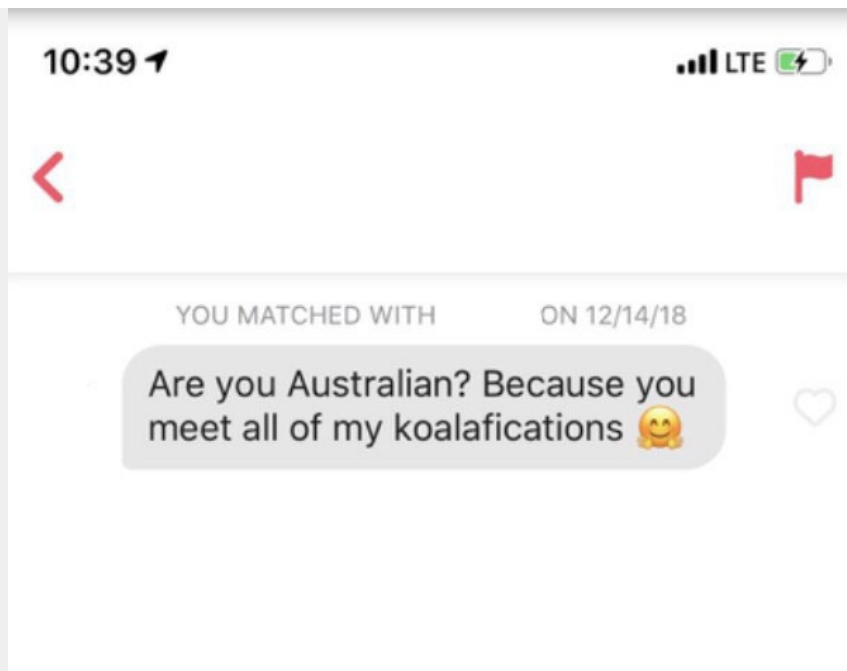 10:39
LTE
YOU MATCHED WITH ON 12/14/18
Are you Australian? Because you
meet all of my koalafications 🤗